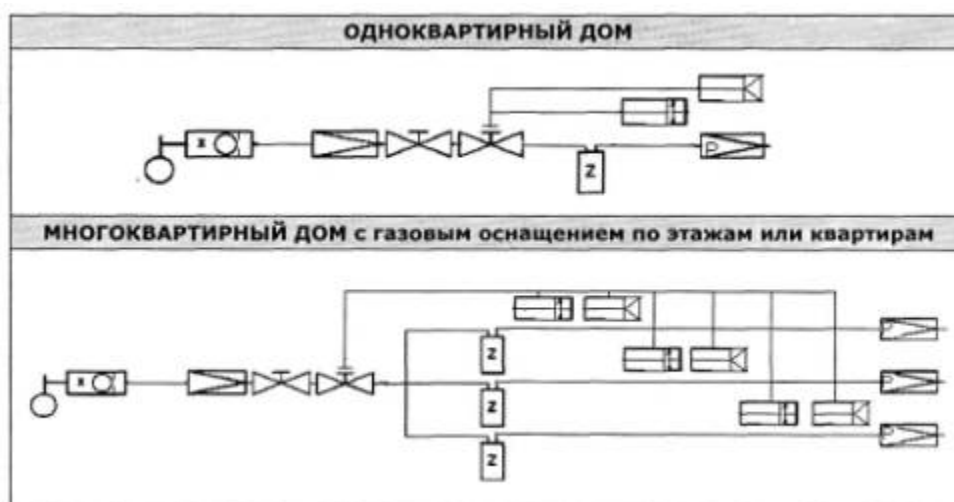 ОДНОКВАРТИРНЫЙ ДОМ
x
Z
P
МНОГОКВАРТИРНЫЙ ДОМ с газовым оснащением по этажам или квартирам
P
Z
x
P
Z
P
Z